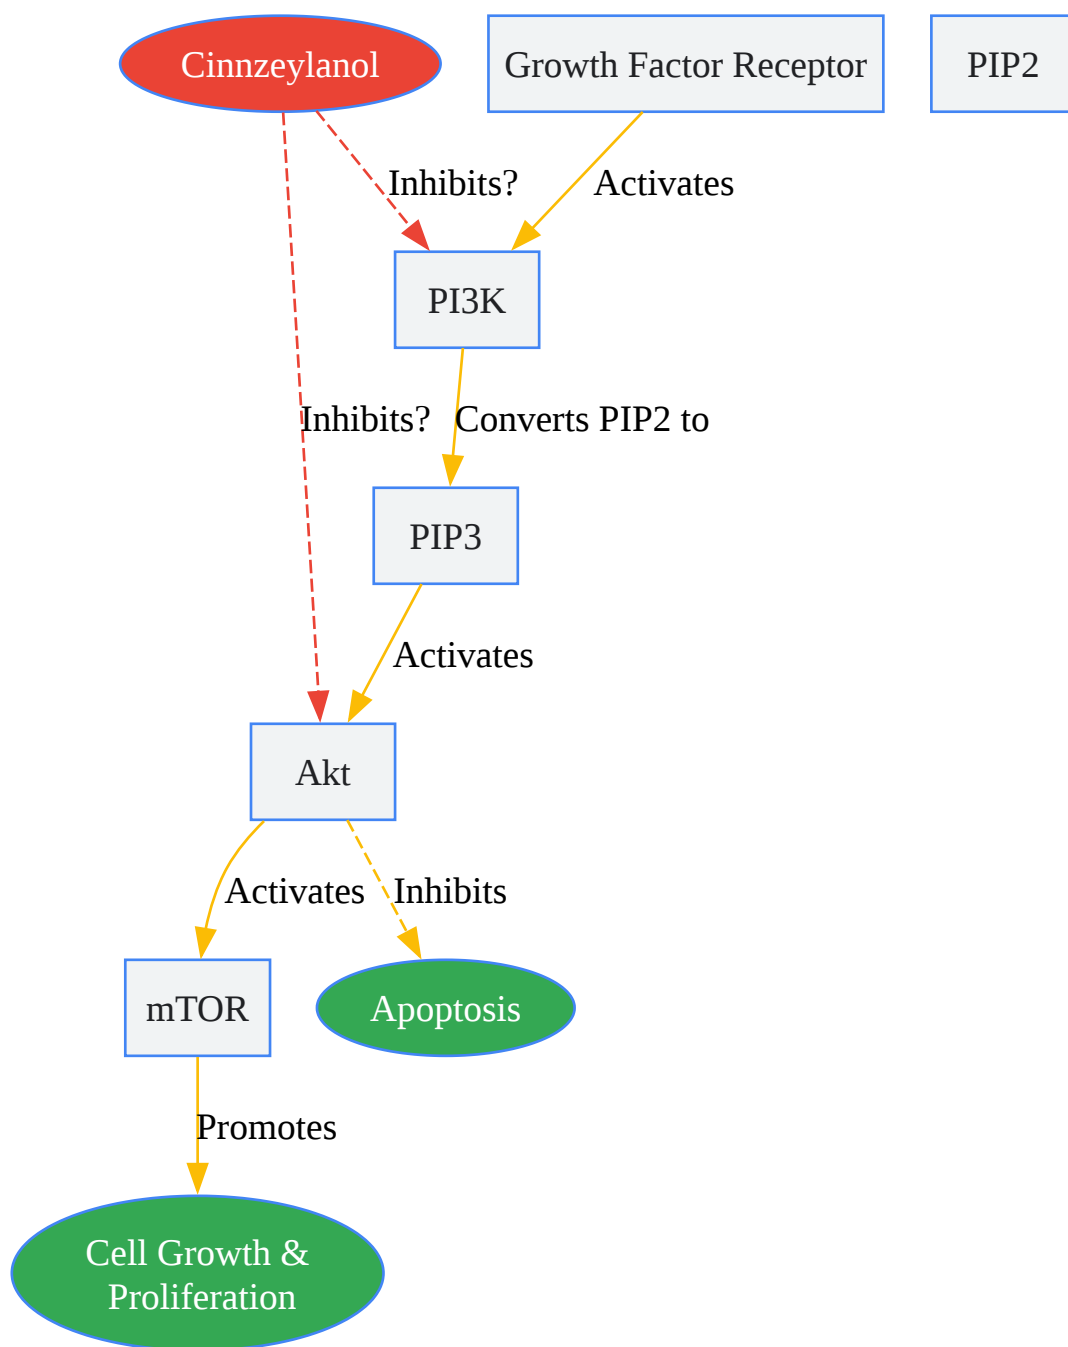 Cinnzeylanol
Growth Factor Receptor
PIP2
Inhibits?
Activates
PI3K
Inhibits?
Converts PIP2 to
PIP3
Activates
Akt
Activates
Inhibits
mTOR
Apoptosis
Promotes
Cell Growth &
Proliferation